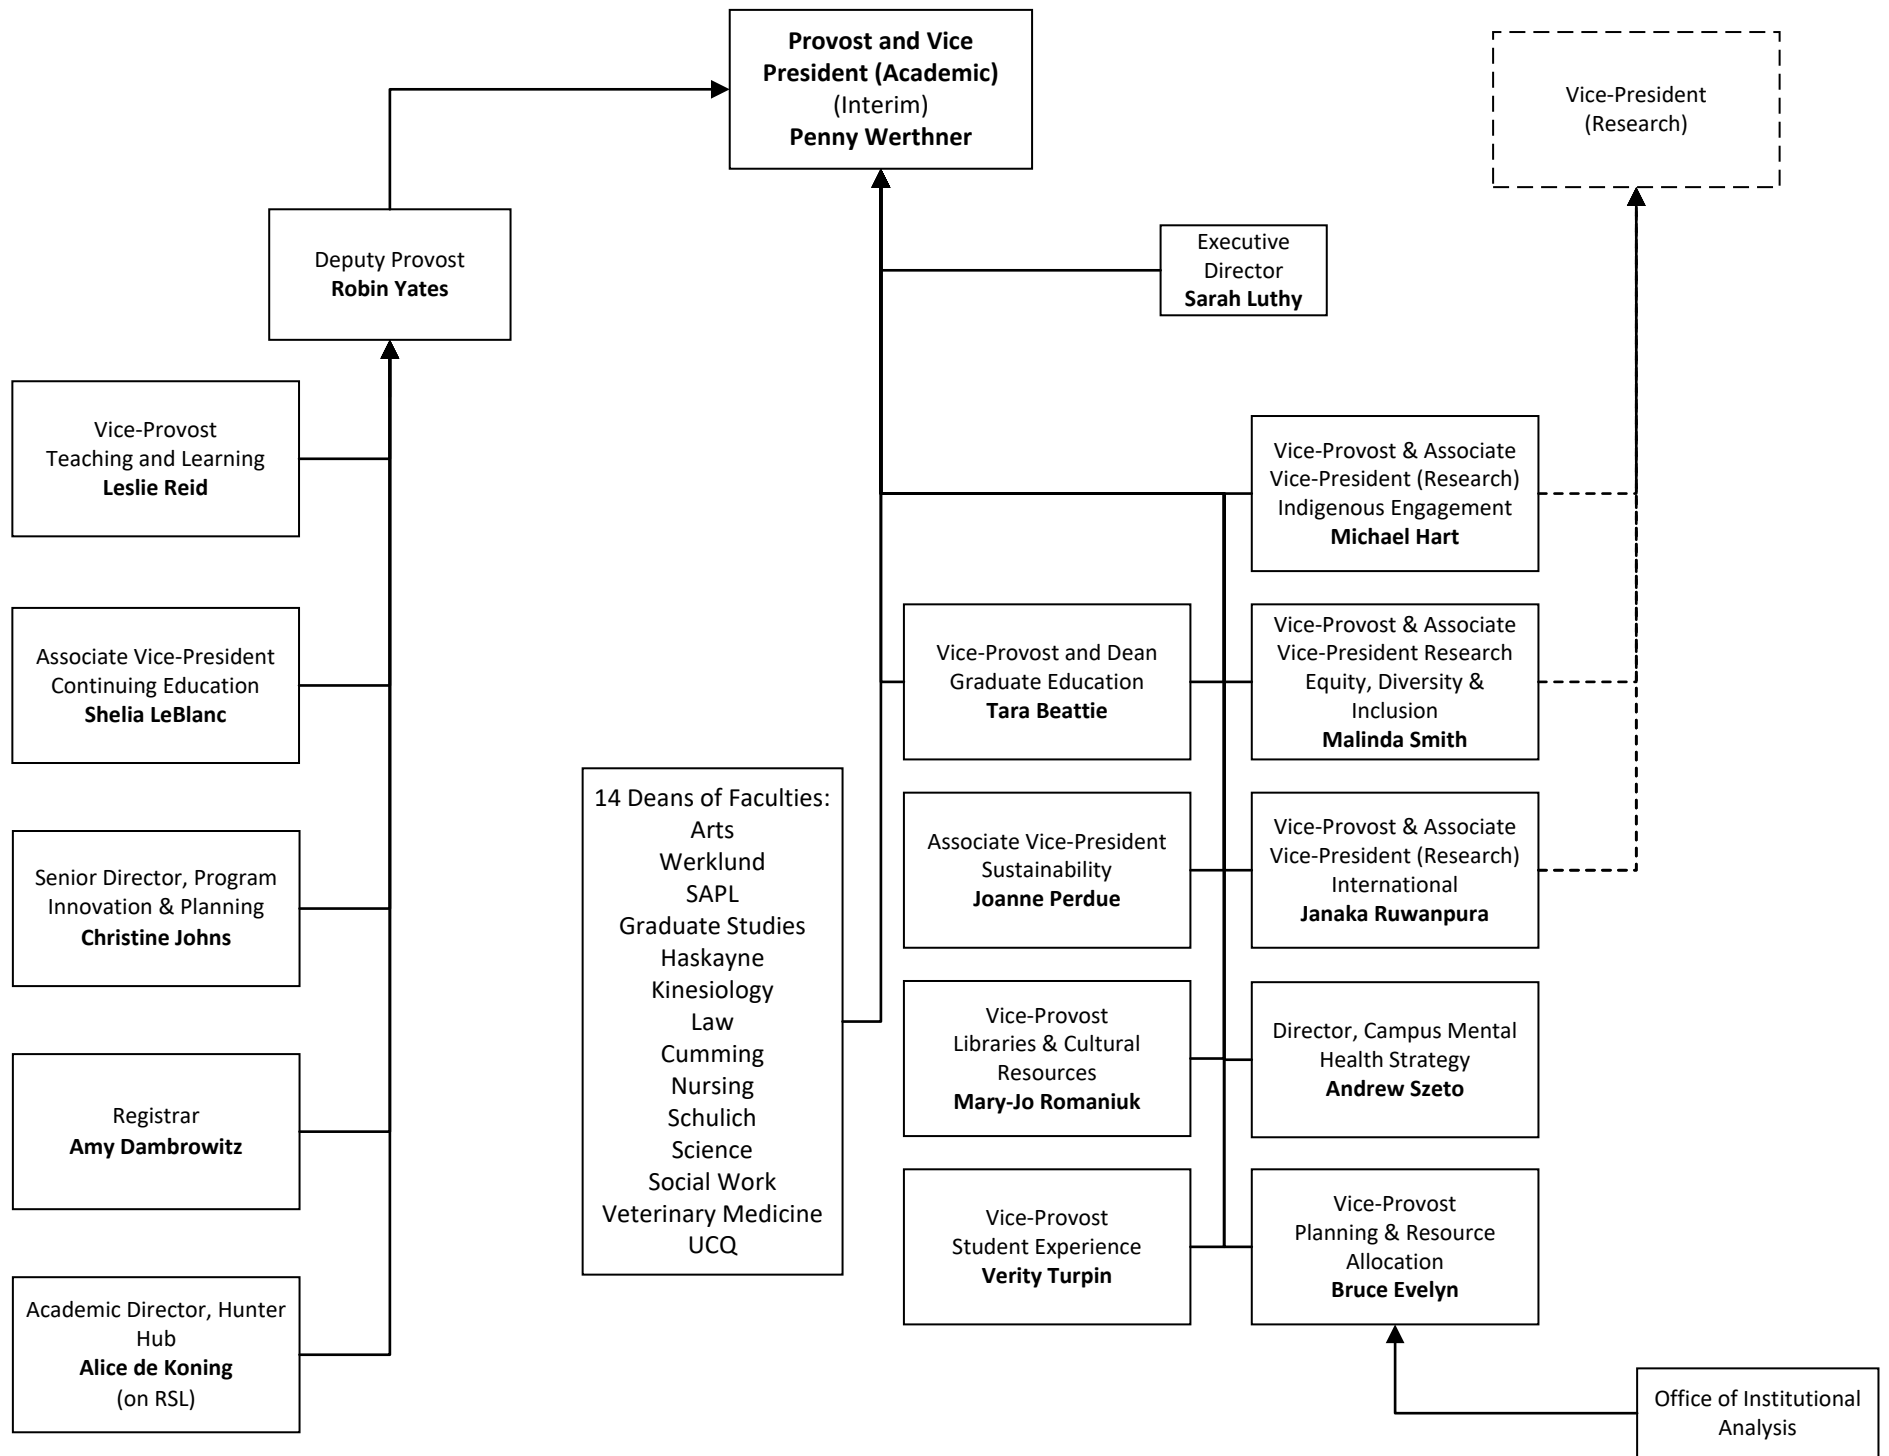 Provost and Vice
President (Academic)
(Interim)
Penny Werthner
Vice-President
(Research)
Deputy Provost
Robin Yates
Executive
Director
Sarah Luthy
Vice-Provost
Teaching and Learning
Leslie Reid
Associate Vice-President
Continuing Education
Shelia LeBlanc
Senior Director, Program
Innovation & Planning
Christine Johns
Registrar
Amy Dambrowitz
Academic Director, Hunter
Hub
Alice de Koning
(on RSL)
14 Deans of Faculties:
Arts
Werklund
SAPL
Graduate Studies
Haskayne
Kinesiology
Law
Cumming
Nursing
Schulich
Science
Social Work
Veterinary Medicine
UCQ
Vice-Provost and Dean
Graduate Education
Tara Beattie
Associate Vice-President
Sustainability
Joanne Perdue
Vice-Provost
Libraries & Cultural
Resources
Mary-Jo Romaniuk
Vice-Provost
Student Experience
Verity Turpin
Vice-Provost & Associate
Vice-President (Research)
Indigenous Engagement
Michael Hart
Vice-Provost & Associate
Vice-President Research
Equity, Diversity &
Inclusion
Malinda Smith
Vice-Provost & Associate
Vice-President (Research)
International
Janaka Ruwanpura
Director, Campus Mental
Health Strategy
Andrew Szeto
Vice-Provost
Planning & Resource
Allocation
Bruce Evelyn
Office of Institutional
Analysis